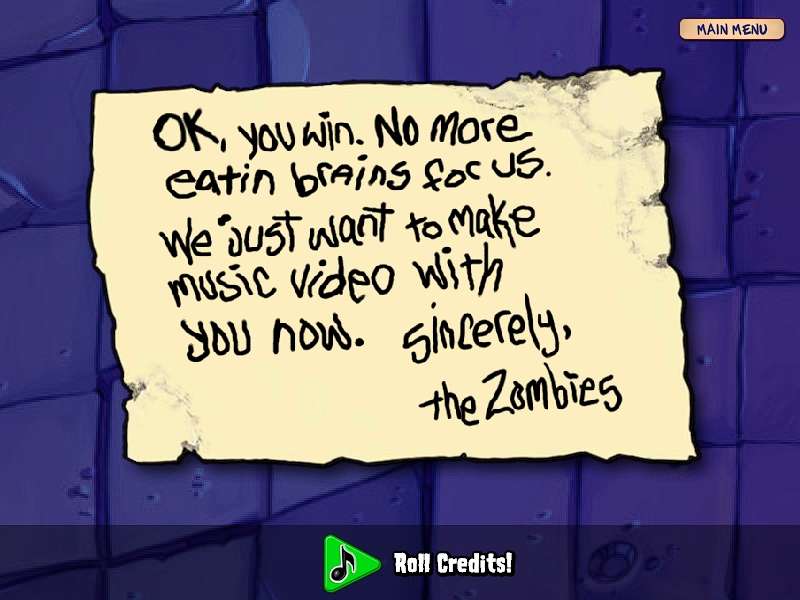 MAIN MENU
OK, you win. No more
eatin brains for us.
We just want to make
music video with
you now. Sincerely,
the Zombies
Roll Credits!